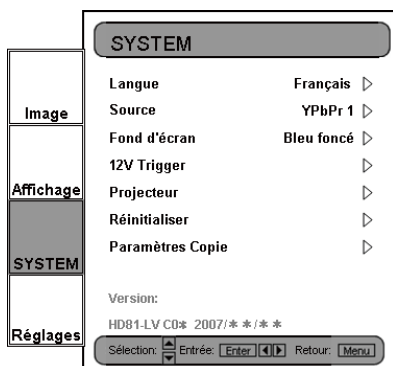 SYSTEM
Langue Français
Source YPbPr 1
Fond d'écran Bleu foncé
12V Trigger
Projecteur
Réinitialiser
Paramètres Copie
Version:
HD81-LV C0* 2007/**/**
Sélection: Entrée: Enter Retour: Menu
Image
Affichage
SYSTEM
Réglages